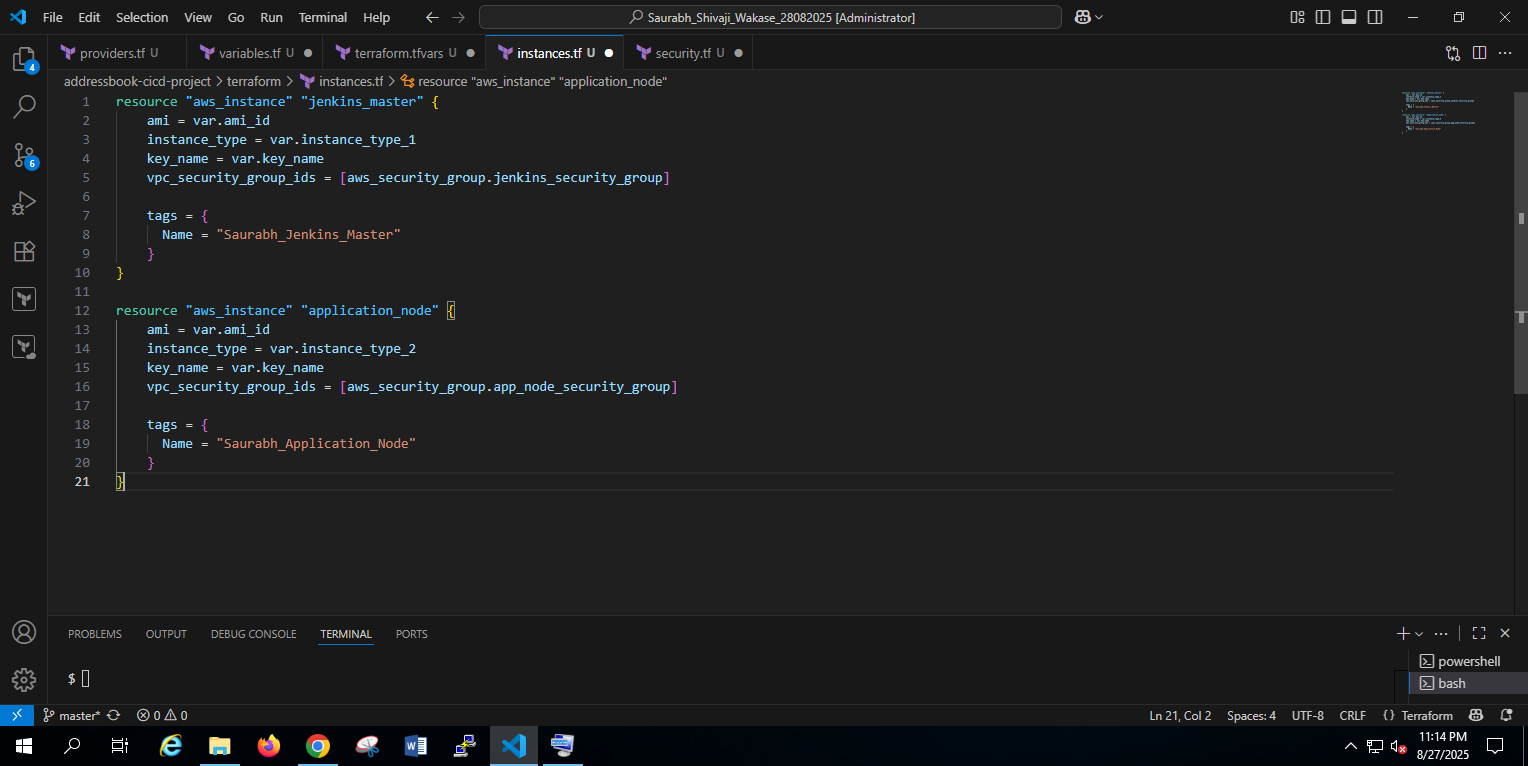 File Edit Selection View Go Run Terminal Help
Saurabh_Shivaji_Wakase_28082025 [Administrator]
providers.tf U variables.tf U terraform.tfvars U instances.tf U security.tf U
addressbook-cicd-project > terraform > instances.tf > resource "aws_instance" "application_node"
1 resource "aws_instance" "jenkins_master" {
2 ami = var.ami_id
3 instance_type = var.instance_type_1
4 key_name = var.key_name
5 vpc_security_group_ids = [aws_security_group.jenkins_security_group]
6
7 tags = {
8 Name = "Saurabh_Jenkins_Master"
9 }
10 }
11
12 resource "aws_instance" "application_node" {
13 ami = var.ami_id
14 instance_type = var.instance_type_2
15 key_name = var.key_name
16 vpc_security_group_ids = [aws_security_group.app_node_security_group]
17
18 tags = {
19 Name = "Saurabh_Application_Node"
20 }
21 }
4
6
PROBLEMS OUTPUT DEBUG CONSOLE TERMINAL PORTS
$
powershell
bash
master* 0 0 Ln 21, Col 2 Spaces: 4 UTF-8 CRLF {} Terraform
11:14 PM
8/27/2025